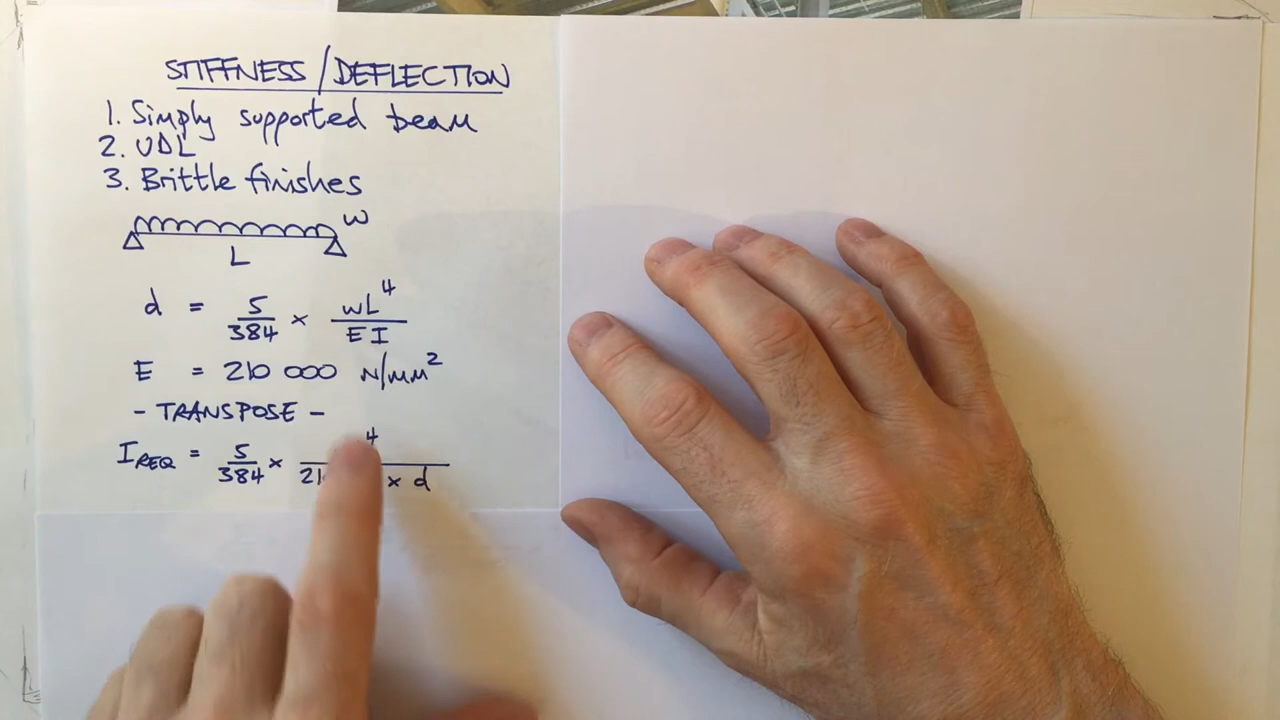 STIFFNESS/DEFLECTION
1. Simply supported beam
2. UDL
3. Brittle finishes
w
L
d = 5/384 × wL⁴/EI
E = 210 000 N/mm²
- TRANSPOSE -
I_REQ = 5/384 × ⁴/21 × d